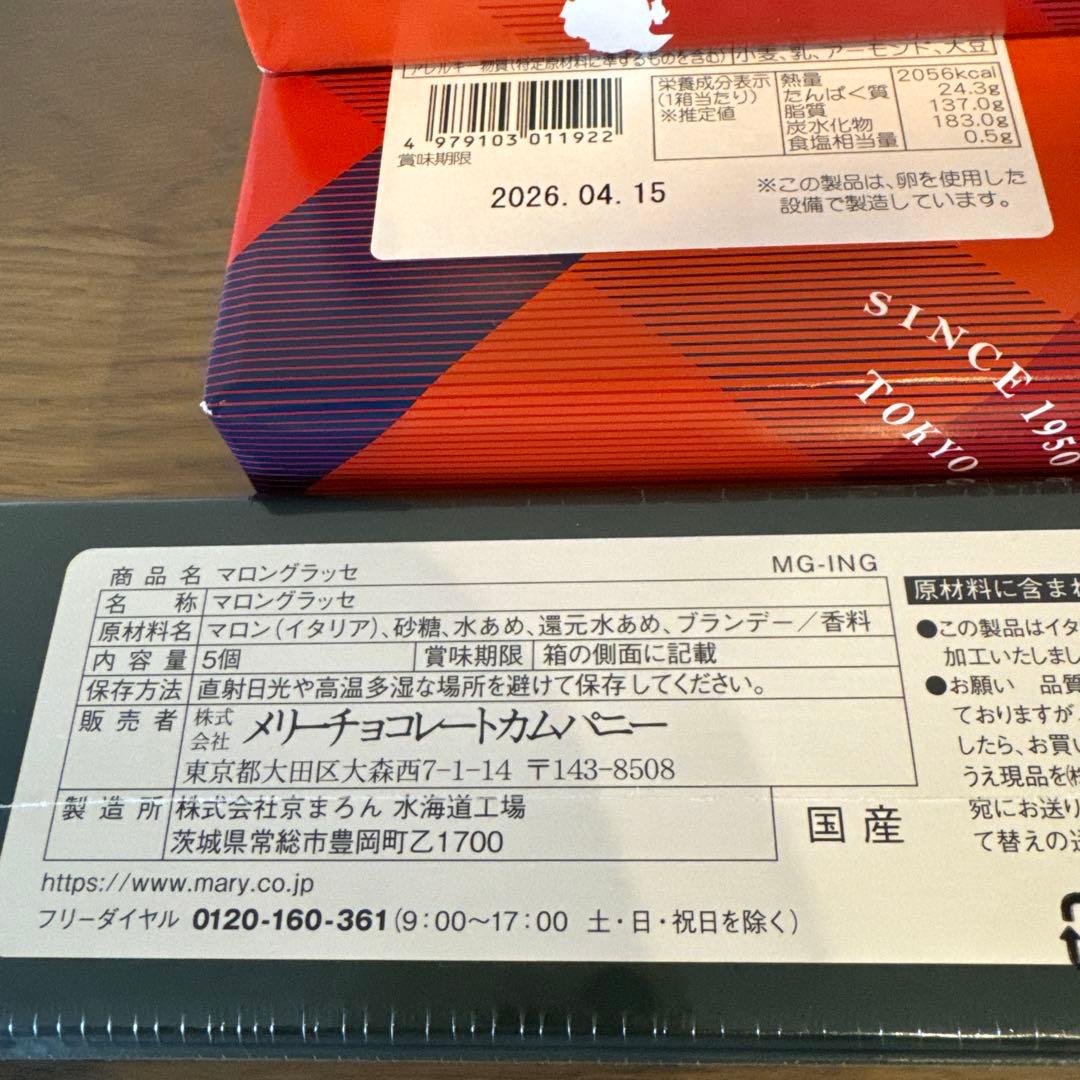 アレルギー物質(特定原材料に準ずるものを含む) 小麦、乳、アーモンド、大豆
栄養成分表示
(1箱当たり)
※推定値
熱量 2056kcal
たんぱく質 24.3g
脂質 137.0g
炭水化物 183.0g
食塩相当量 0.5g
4 979103 011922
賞味期限
2026.04.15
※この製品は、卵を使用した
設備で製造しています。
SINCE 1950
TOKYO
商品名 マロングラッセ MG-ING
名称 マロングラッセ
原材料名 マロン(イタリア)、砂糖、水あめ、還元水あめ、ブランデー/香料
内容量 5個 賞味期限 箱の側面に記載
保存方法 直射日光や高温多湿な場所を避けて保存してください。
販売者 株式会社 メリーチョコレートカムパニー
東京都大田区大森西7-1-14 〒143-8508
製造所 株式会社京まろん 水海道工場
茨城県常総市豊岡町乙1700
国産
https://www.mary.co.jp
フリーダイヤル 0120-160-361(9:00〜17:00 土・日・祝日を除く)
原材料に含まれ
●この製品はイタ
加工いたしまし
●お願い 品質
ておりますが、
したら、お買い
うえ現品を㈱
宛にお送り
て替えの送